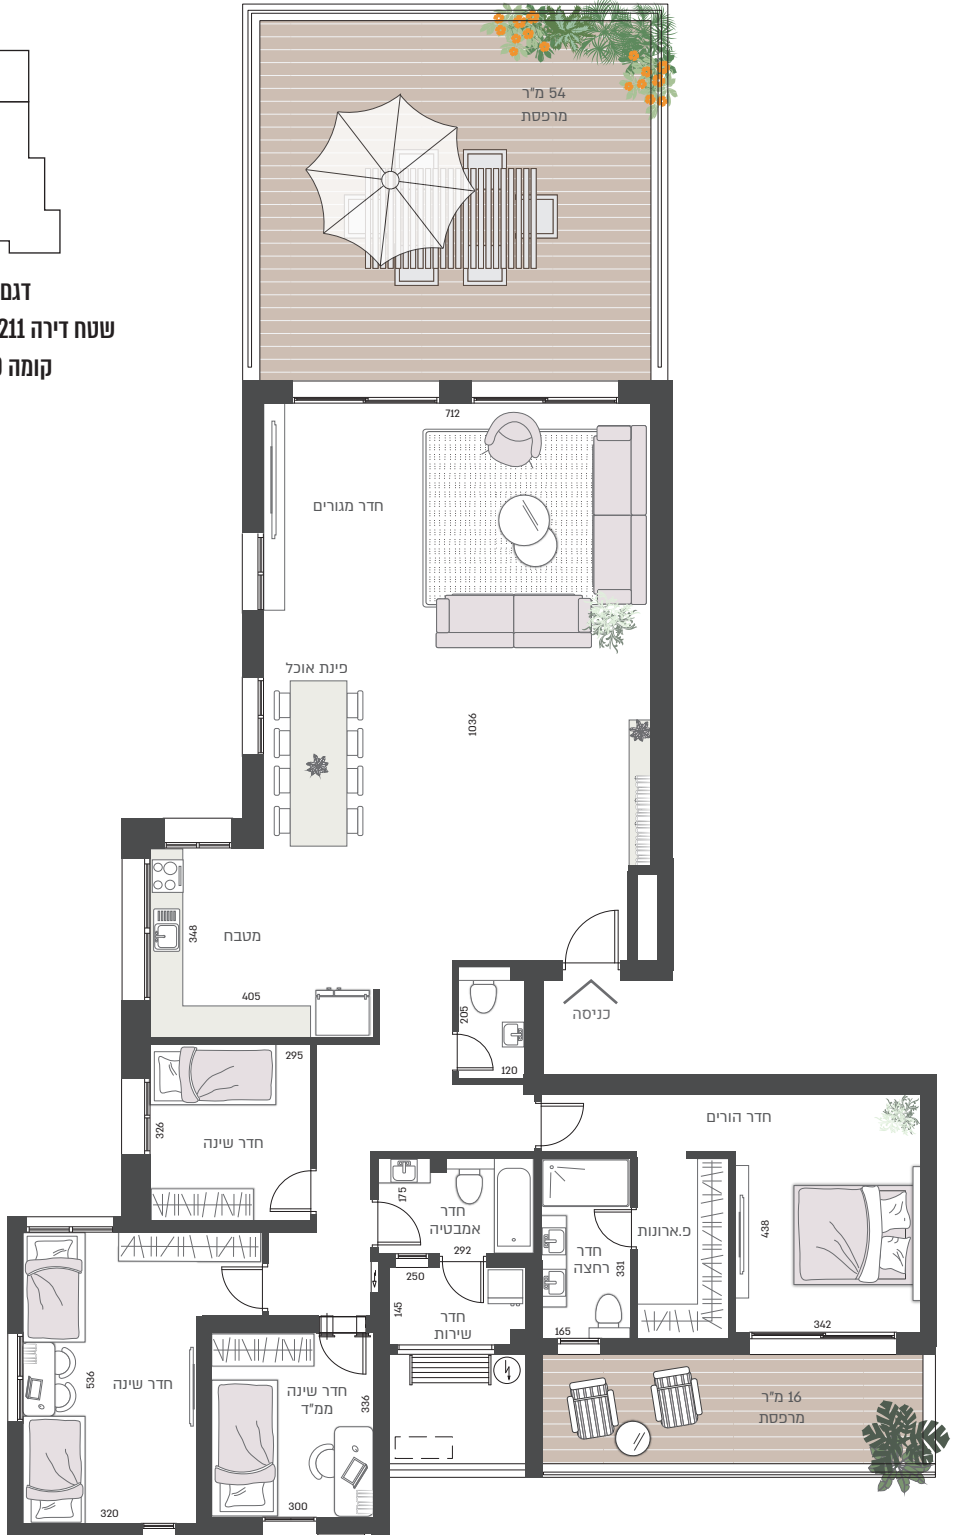 54 מ"ר
מרפסת
דגם
שטח דירה 211
קומה
712
חדר מגורים
פינת אוכל
1036
348
מטבח
405
כניסה
205
120
295
326
חדר שינה
חדר הורים
175
חדר
אמבטיה
292
250
145
חדר
שירות
חדר
רחצה
331
165
פ.ארונות
438
342
536
חדר שינה
320
חדר שינה
ממ"ד
336
300
16 מ"ר
מרפסת